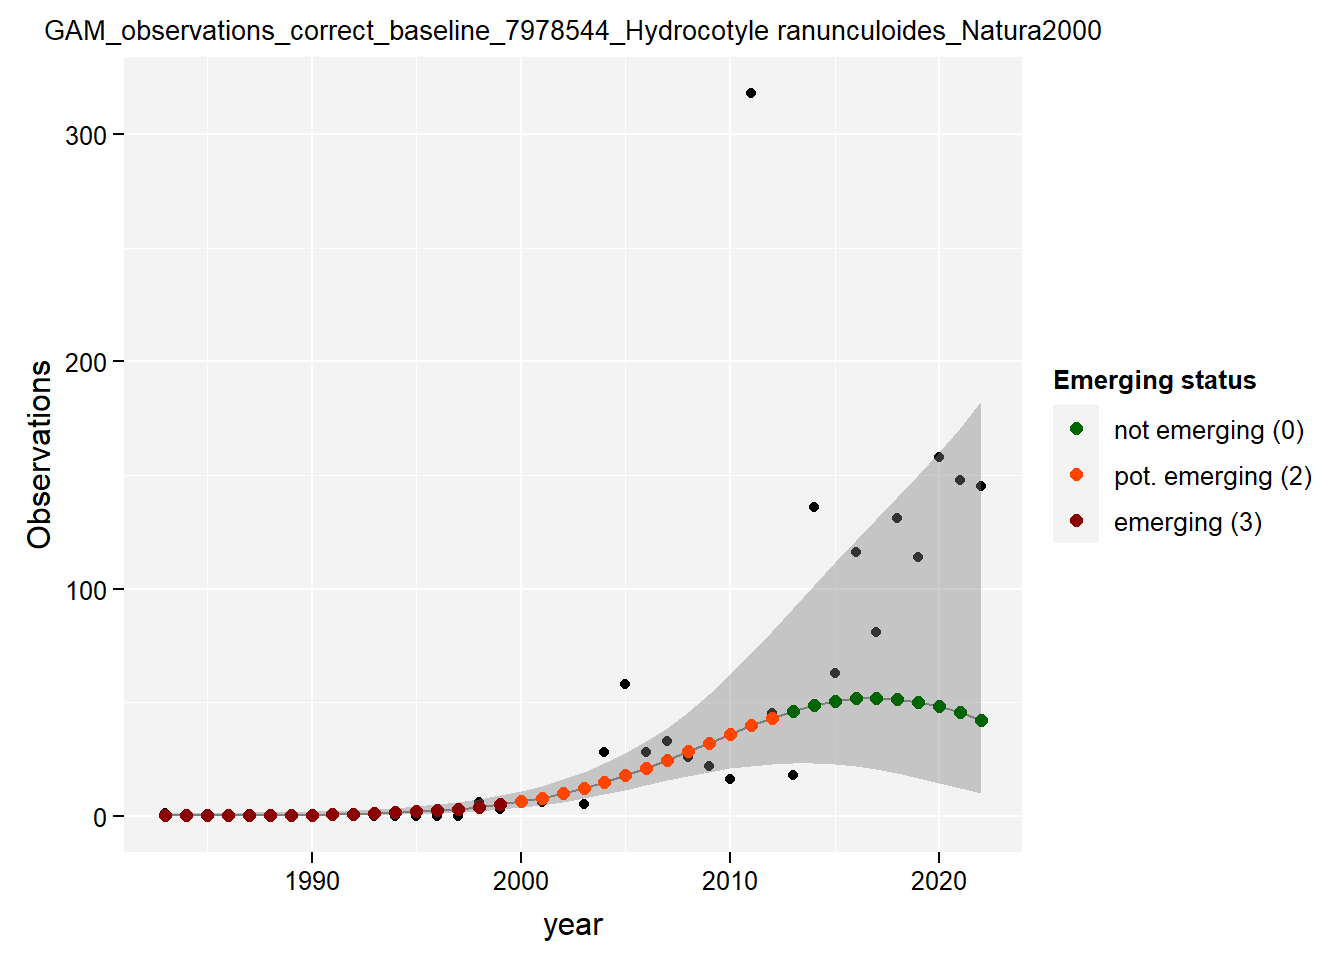 GAM_observations_correct_baseline_7978544_Hydrocotyle ranunculoides_Natura2000
Observations
300
200
100
0
1990
2000
2010
2020
year
Emerging status
not emerging (0)
pot. emerging (2)
emerging (3)